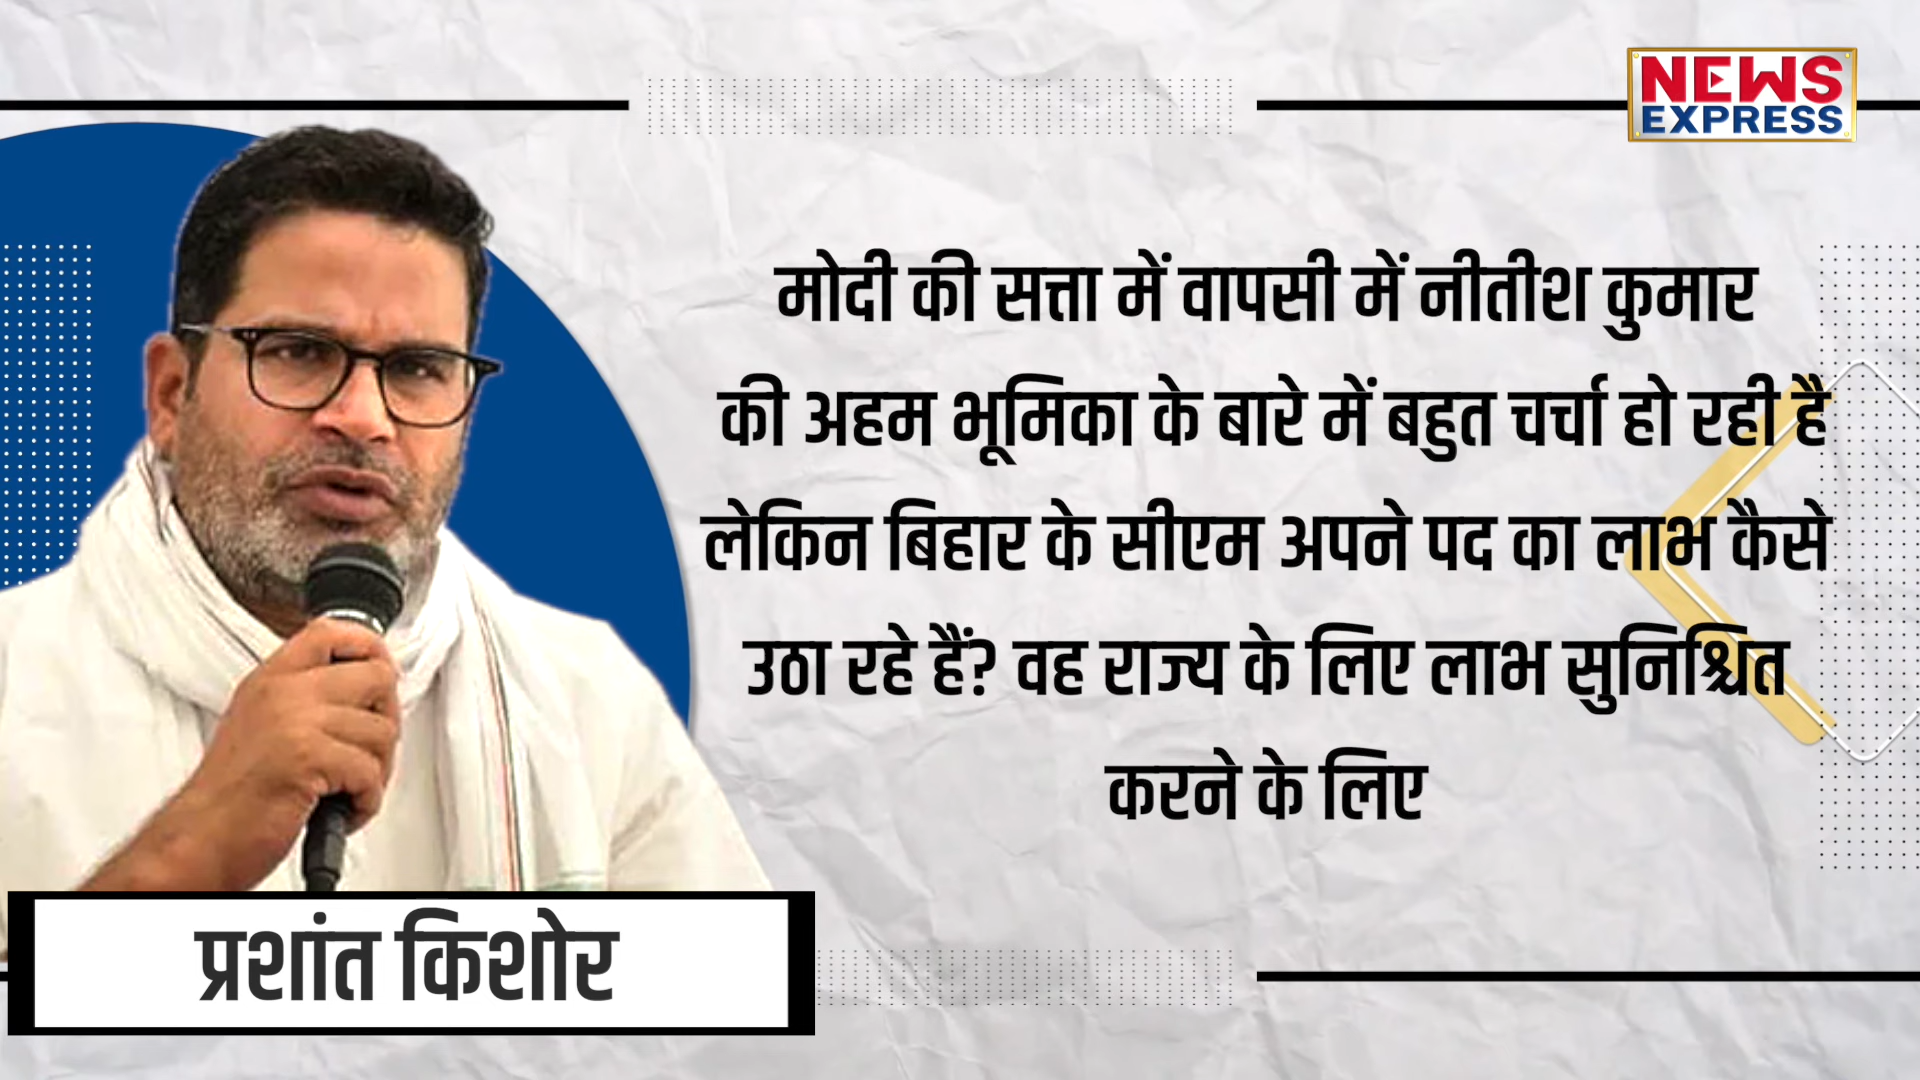 NEWS
EXPRESS
मोदी की सत्ता में वापसी में नीतीश कुमार
की अहम भूमिका के बारे में बहुत चर्चा हो रही है
लेकिन बिहार के सीएम अपने पद का लाभ कैसे
उठा रहे हैं? वह राज्य के लिए लाभ सुनिश्चित
करने के लिए
प्रशांत किशोर